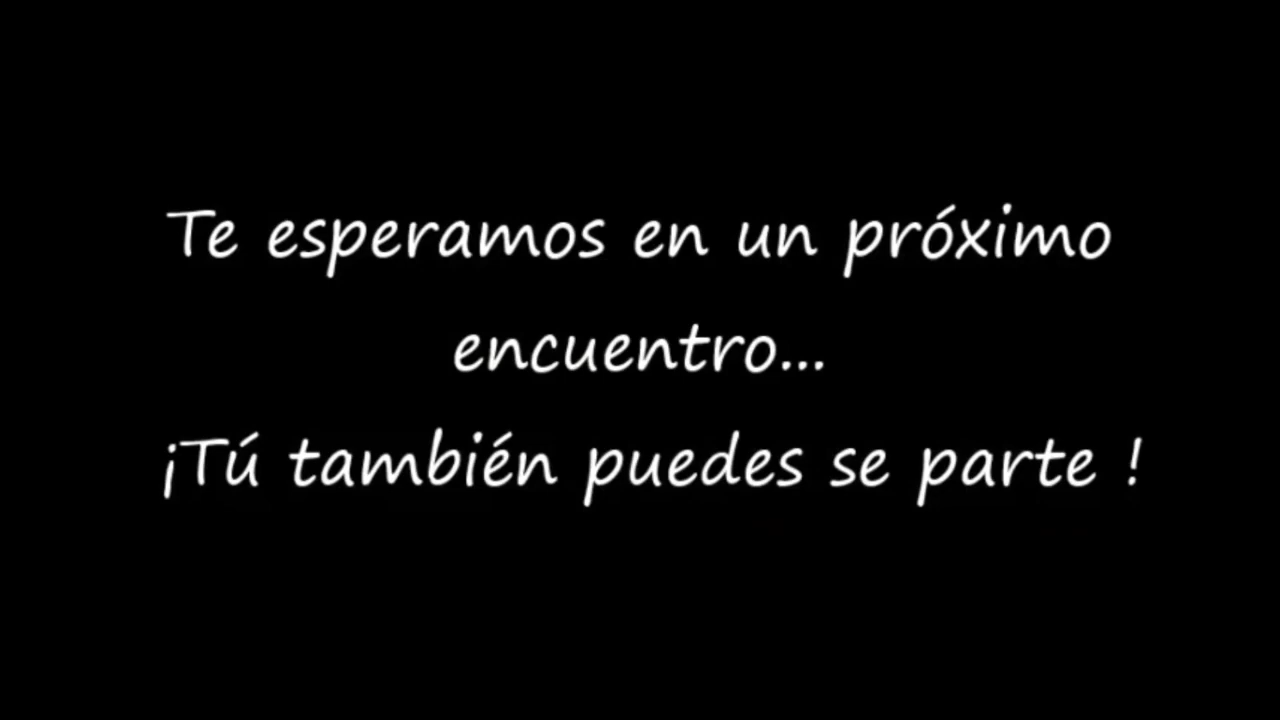 Te esperamos en un próximo
encuentro...
¡Tú también puedes se parte !